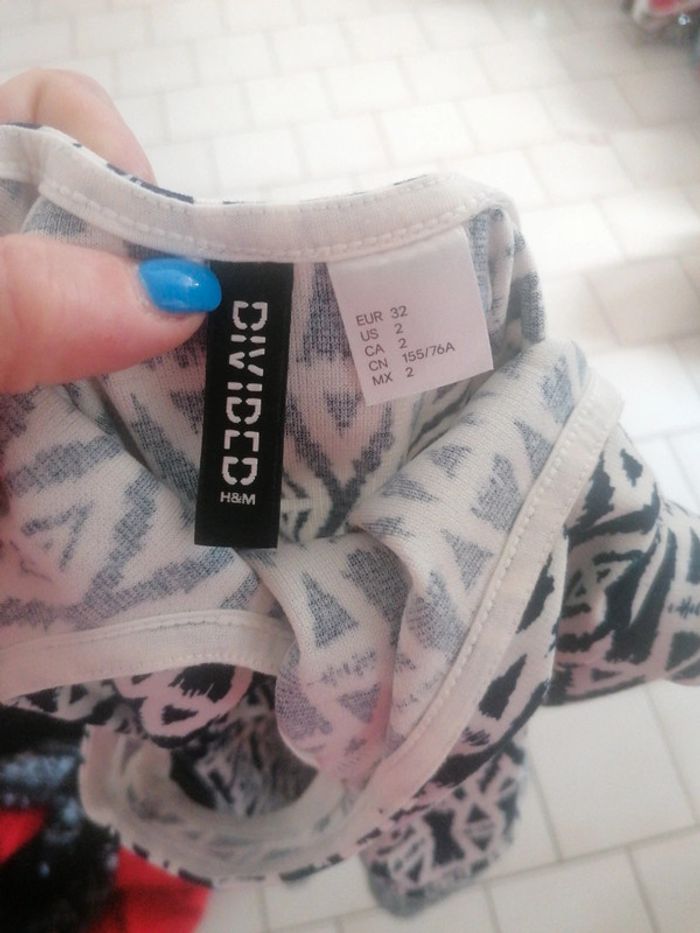 DIVIDED
H&M
EUR 32
US 2
CA 2
CN 155/76A
MX 2